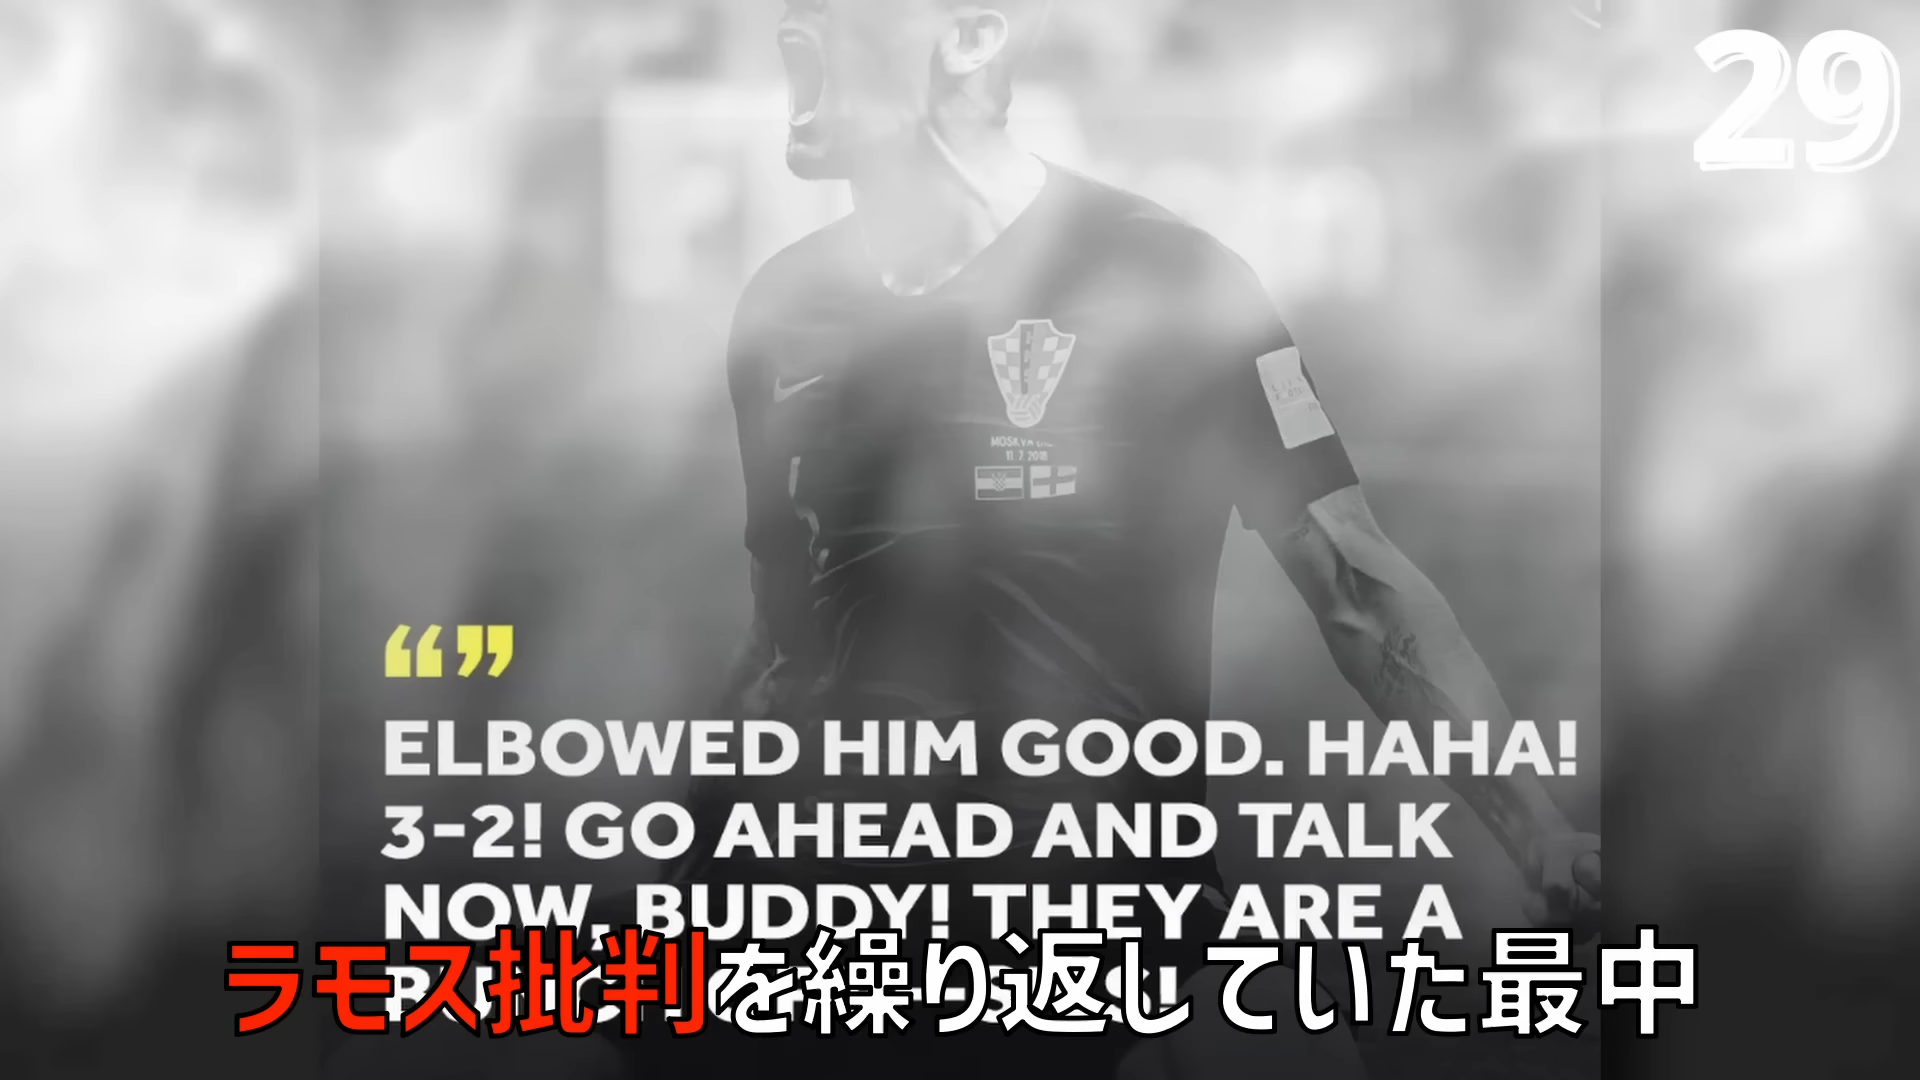 29
MOSKVA
11.7.2018
“”
ELBOWED HIM GOOD. HAHA!
3-2! GO AHEAD AND TALK
NOW, BUDDY! THEY ARE A
ラモス批判を繰り返していた最中